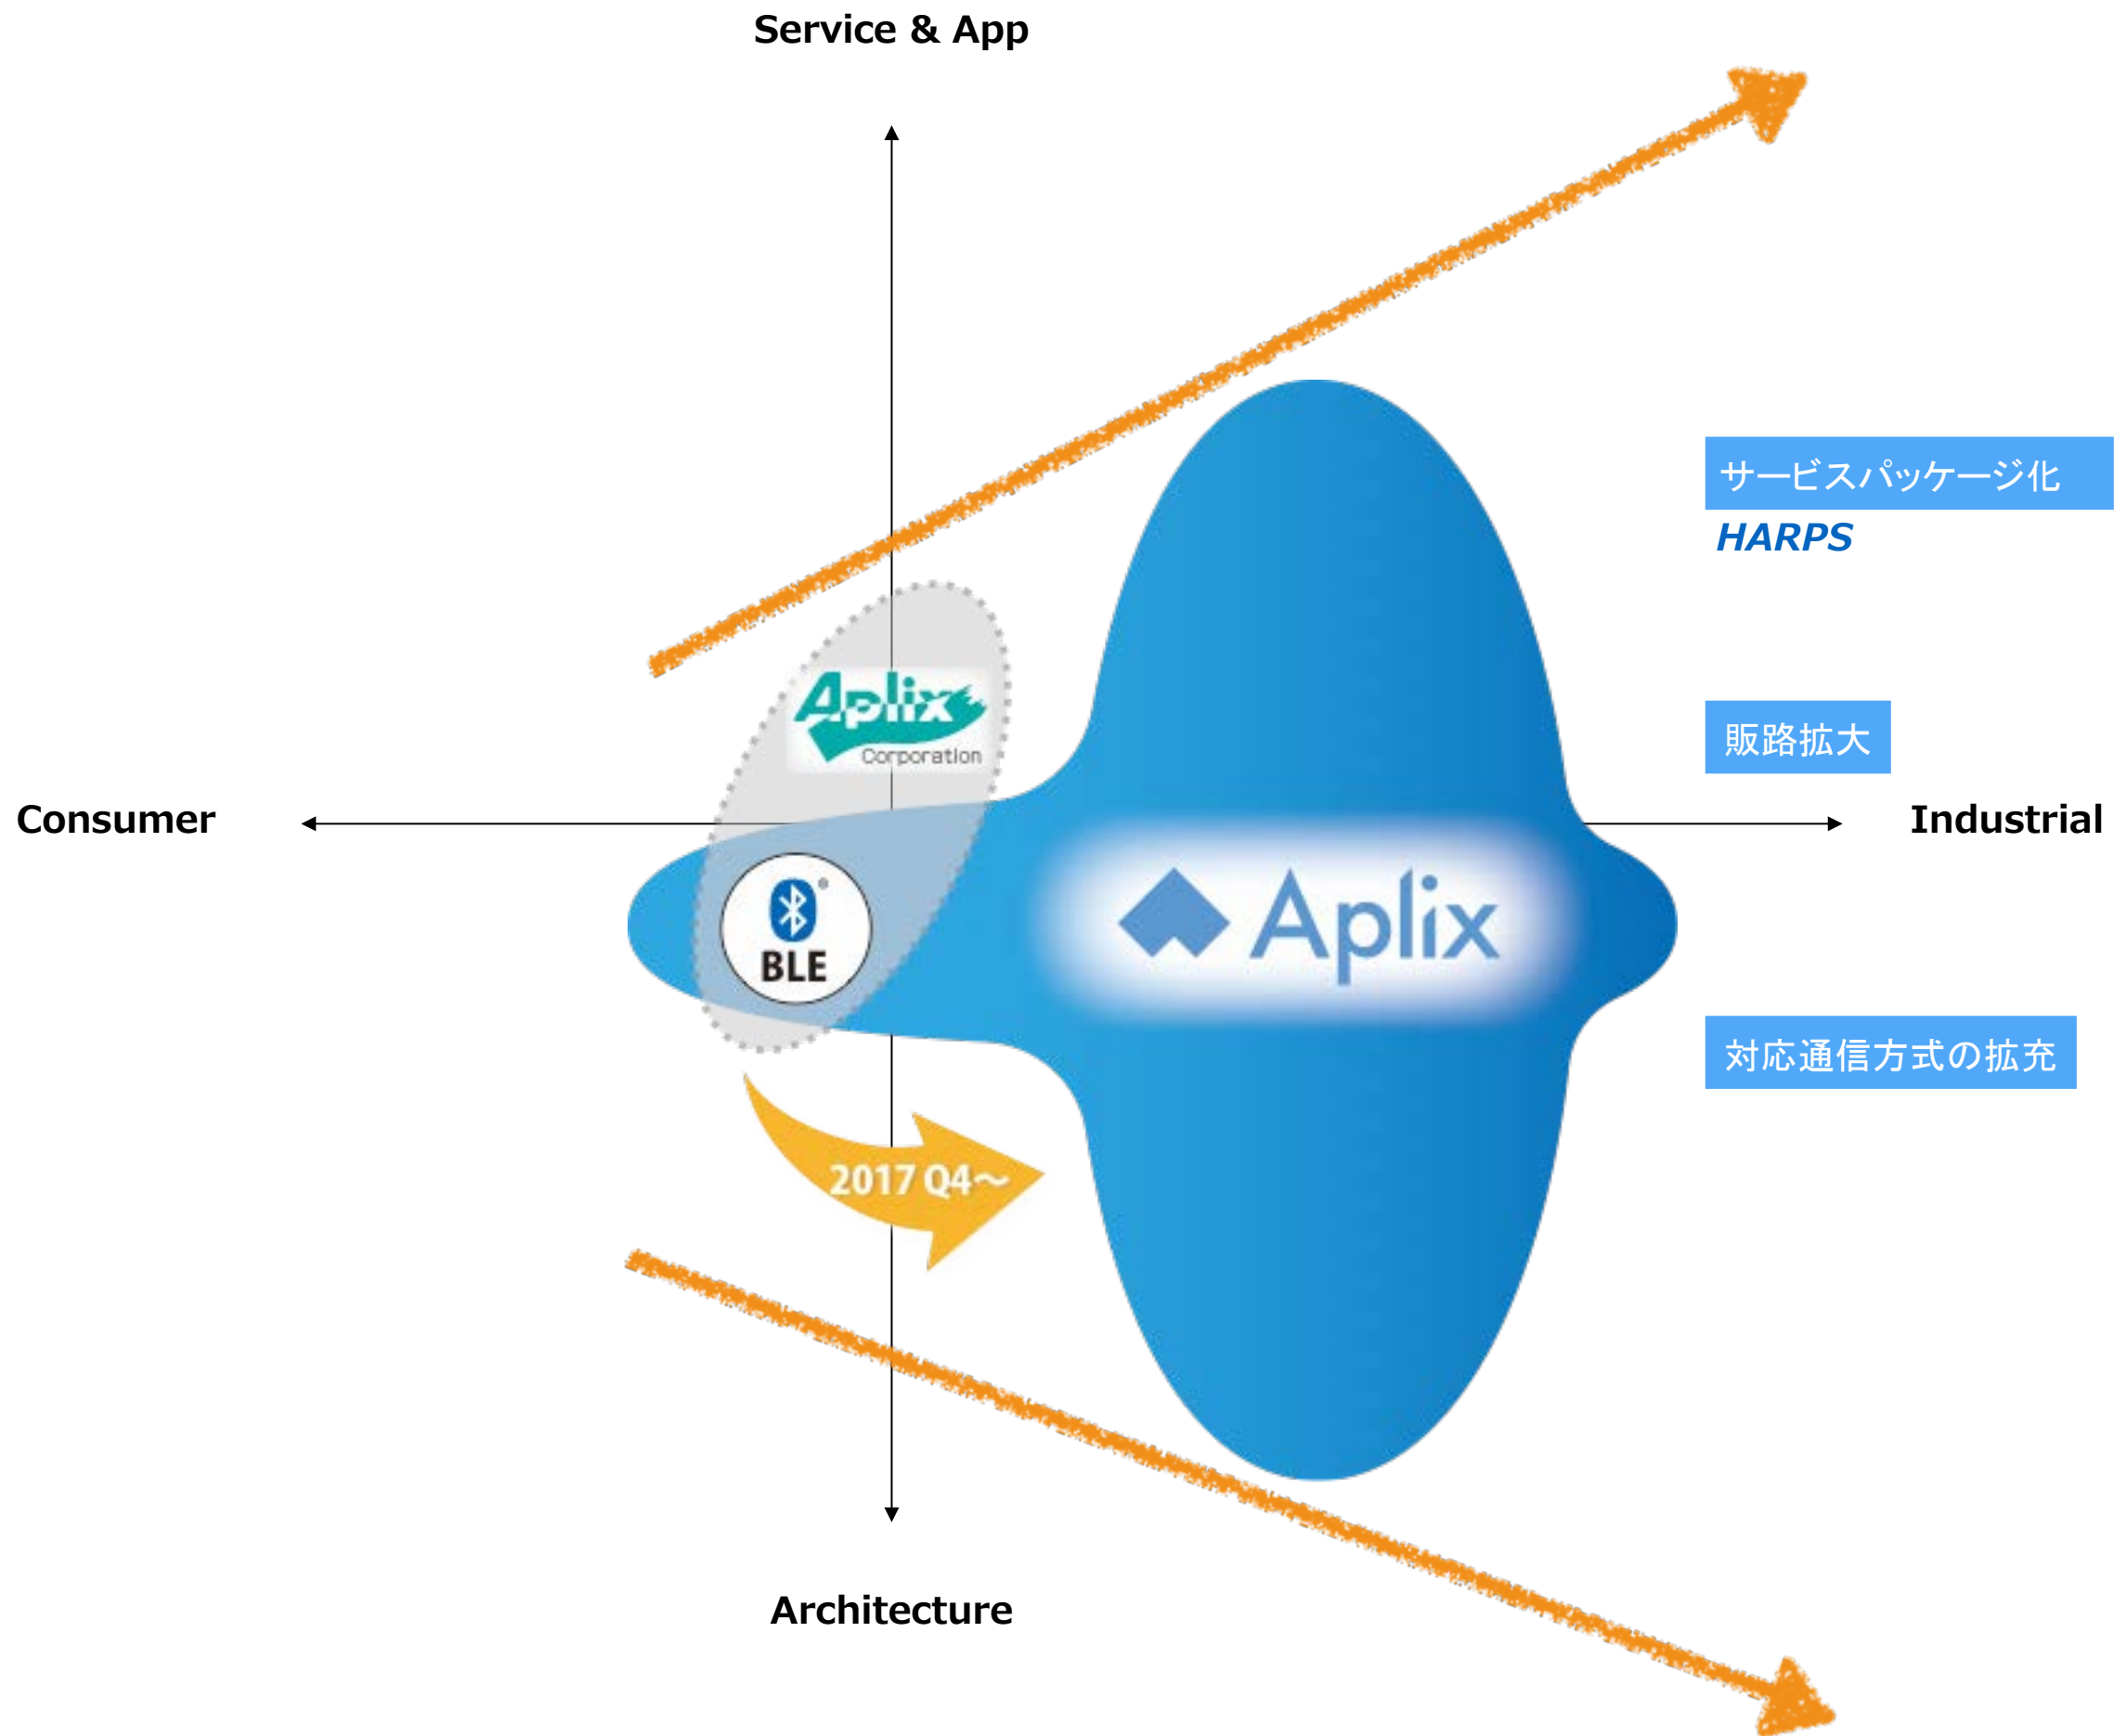 Service & App
サービスパッケージ化
HARPS
Aplix
Corporation
販路拡大
Consumer
Industrial
BLE
Aplix
対応通信方式の拡充
2017 Q4～
Architecture